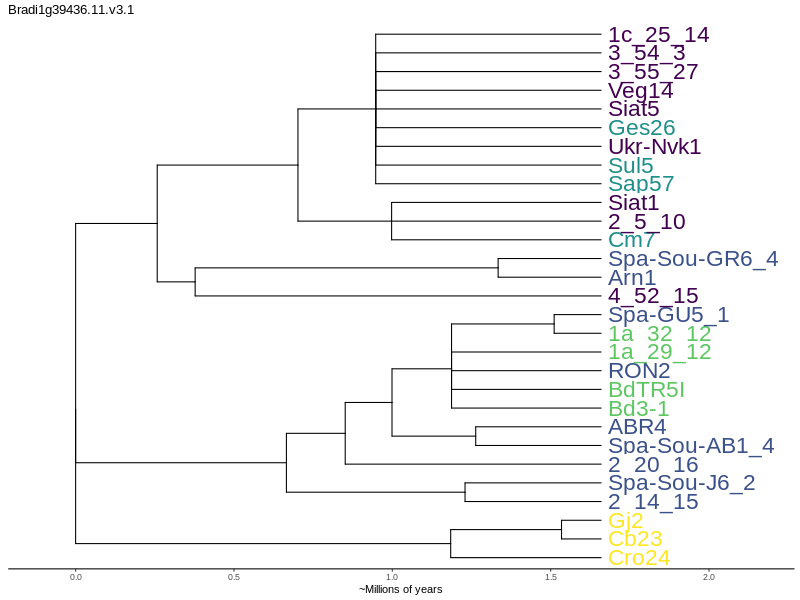 Bradi1g39436.11.v3.1
1c_25_14
3_54_3
3_55_27
Veg14
Siat5
Ges26
Ukr-Nvk1
Sul5
Sap57
Siat1
2_5_10
Cm7
Spa-Sou-GR6_4
Arn1
4_52_15
Spa-GU5_1
1a_32_12
1a_29_12
RON2
BdTR5I
Bd3-1
ABR4
Spa-Sou-AB1_4
2_20_16
Spa-Sou-J6_2
2_14_15
Gj2
Cb23
Cro24
0.0 0.5 1.0 1.5 2.0
~Millions of years